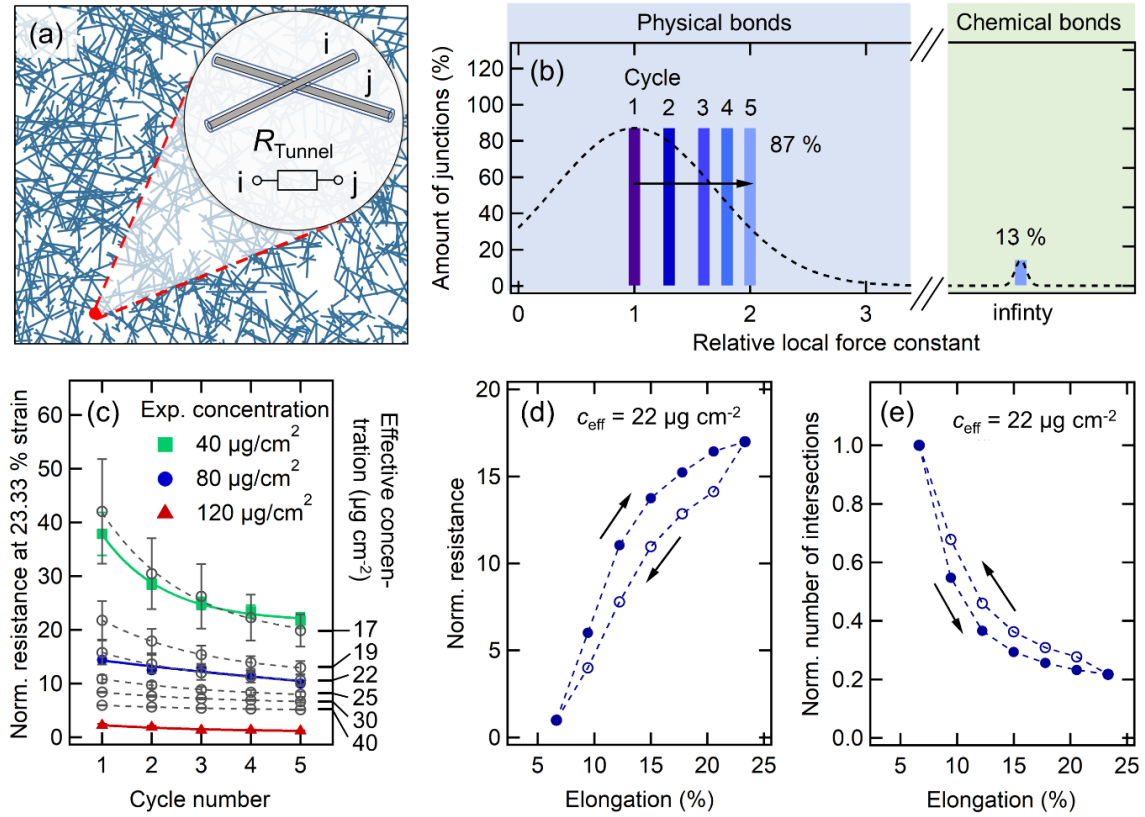 (a)
i
j
R_Tunnel
i
j
Physical bonds
Chemical bonds
(b)
Cycle
1 2 3 4 5
87 %
13 %
120
100
80
60
40
20
0
Amount of junctions (%)
0 1 2 3
infinty
Relative local force constant
(c)
Exp. concentration
40 µg/cm²
80 µg/cm²
120 µg/cm²
Norm. resistance at 23.33 % strain
60
50
40
30
20
10
0
1 2 3 4 5
Cycle number
Effective concen-
tration (µg cm⁻²)
17
19
22
25
30
40
(d)
c_eff = 22 µg cm⁻²
Norm. resistance
20
15
10
5
0
5 10 15 20 25
Elongation (%)
(e)
c_eff = 22 µg cm⁻²
Norm. number of intersections
1.0
0.8
0.6
0.4
0.2
0.0
5 10 15 20 25
Elongation (%)